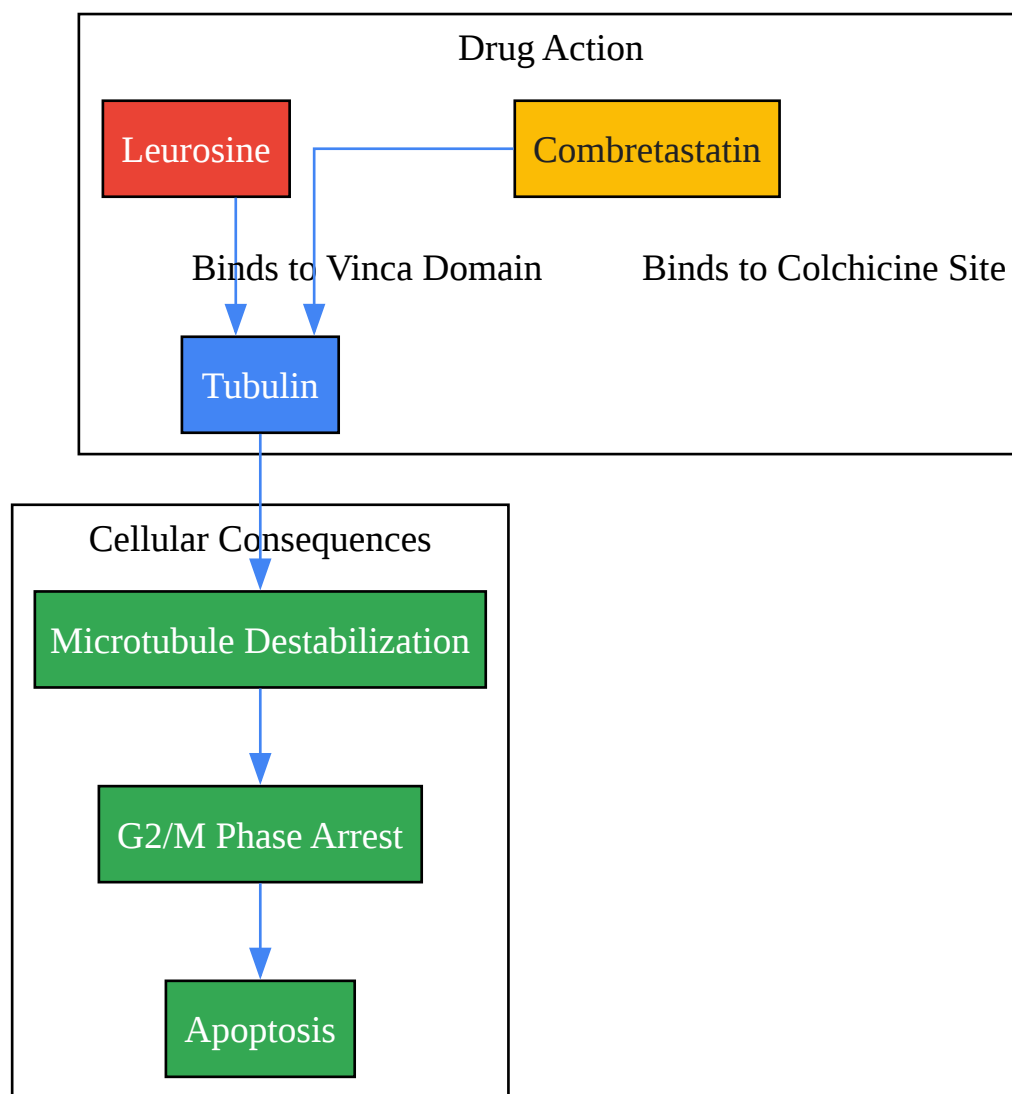 Drug Action
Leurosine
Combretastatin
Binds to Vinca Domain
Binds to Colchicine Site
Tubulin
Cellular Consequences
Microtubule Destabilization
G2/M Phase Arrest
Apoptosis